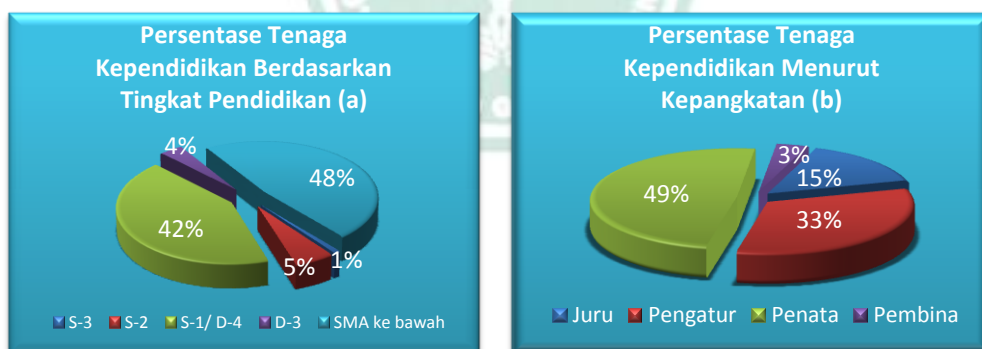 Persentase Tenaga
Kependidikan Berdasarkan
Tingkat Pendidikan (a)
4%
48%
42%
5%
1%
S-3 S-2 S-1/ D-4 D-3 SMA ke bawah
Persentase Tenaga
Kependidikan Menurut
Kepangkatan (b)
3%
15%
49%
33%
Juru Pengatur Penata Pembina